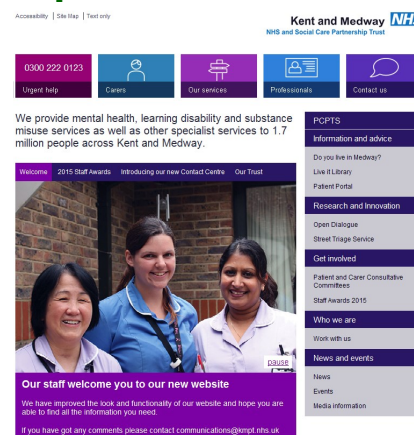 Accessibility | Site Map | Text only
Kent and Medway NHS
NHS and Social Care Partnership Trust
0300 222 0123
Urgent help
Carers
Our services
Professionals
Contact us
We provide mental health, learning disability and substance
misuse services as well as other specialist services to 1.7
million people across Kent and Medway.
Welcome 2015 Staff Awards Introducing our new Contact Centre Our Trust
pause
Our staff welcome you to our new website
We have improved the look and functionality of our website and hope you are
able to find all the information you need.
If you have got any comments please contact communications@kmpt.nhs.uk
PCPTS
Information and advice
Do you live in Medway?
Live it Library
Patient Portal
Research and Innovation
Open Dialogue
Street Triage Service
Get involved
Patient and Carer Consultative
Committees
Staff Awards 2015
Who we are
Work with us
News and events
News
Events
Media information